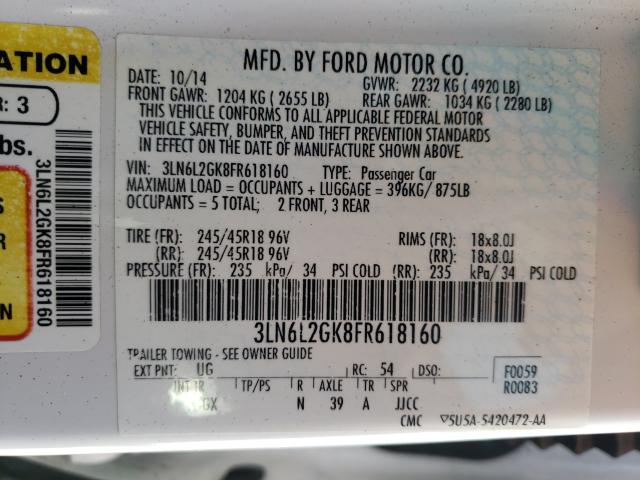 ATION
R: 3
bs.
S
R
N
3LN6L2GK8FR618160
MFD. BY FORD MOTOR CO.
DATE: 10/14 GVWR: 2232 KG ( 4920 LB)
FRONT GAWR: 1204 KG ( 2655 LB) REAR GAWR: 1034 KG ( 2280 LB)
THIS VEHICLE CONFORMS TO ALL APPLICABLE FEDERAL MOTOR
VEHICLE SAFETY, BUMPER, AND THEFT PREVENTION STANDARDS
IN EFFECT ON THE DATE OF MANUFACTURE SHOWN ABOVE.
VIN: 3LN6L2GK8FR618160 TYPE: Passenger Car
MAXIMUM LOAD = OCCUPANTS + LUGGAGE = 396KG/ 875LB
OCCUPANTS = 5 TOTAL; 2 FRONT, 3 REAR
TIRE (FR): 245/45R18 96V RIMS (FR): 18x8.0J
(RR): 245/45R18 96V (RR): 18x8.0J
PRESSURE (FR): 235 kPa/ 34 PSI COLD (RR): 235 kPa/ 34 PSI COLD
3LN6L2GK8FR618160
TRAILER TOWING - SEE OWNER GUIDE
EXT PNT: UG RC: 54 DSO: F0059
INT TR TP/PS R AXLE TR SPR R0083
GX N 39 A JJCC
CMC 5U5A-5420472-AA